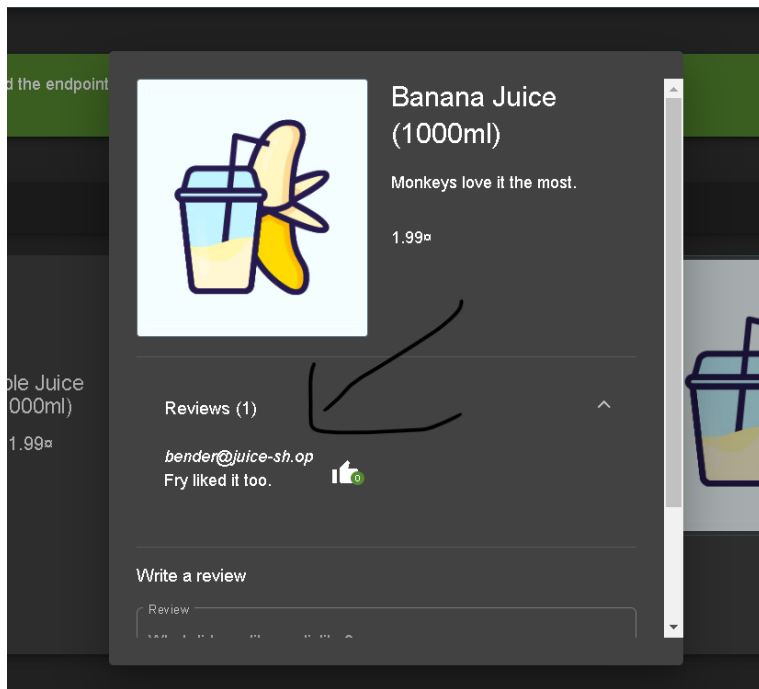 d the endpoint
Banana Juice
(1000ml)
Monkeys love it the most.
1.99¤
ole Juice
000ml)
1.99¤
Reviews (1)
bender@juice-sh.op
Fry liked it too.
0
Write a review
Review